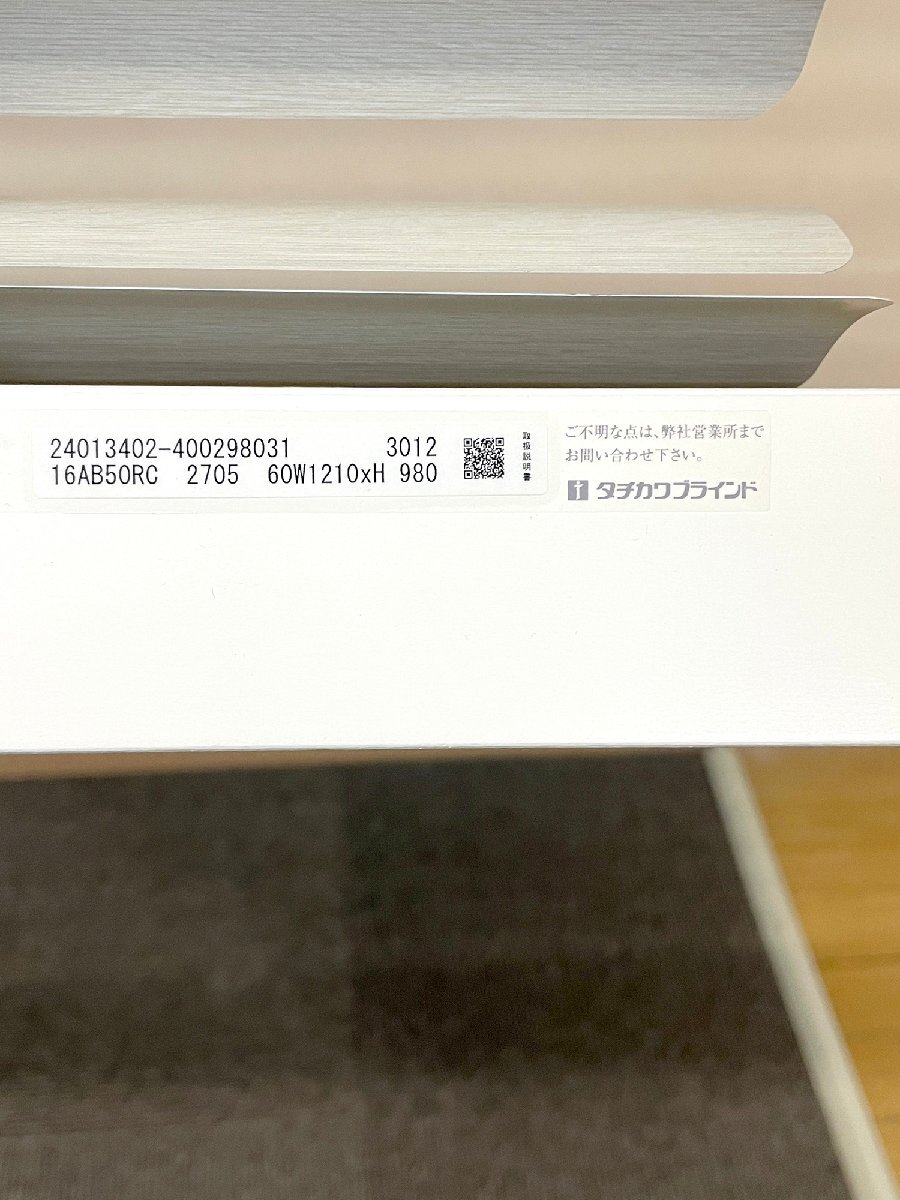 24013402-400298031 3012
16AB50RC 2705 60W1210xH 980
取扱説明書
ご不明な点は、弊社営業所まで
お問い合わせ下さい。
タチカワブラインド